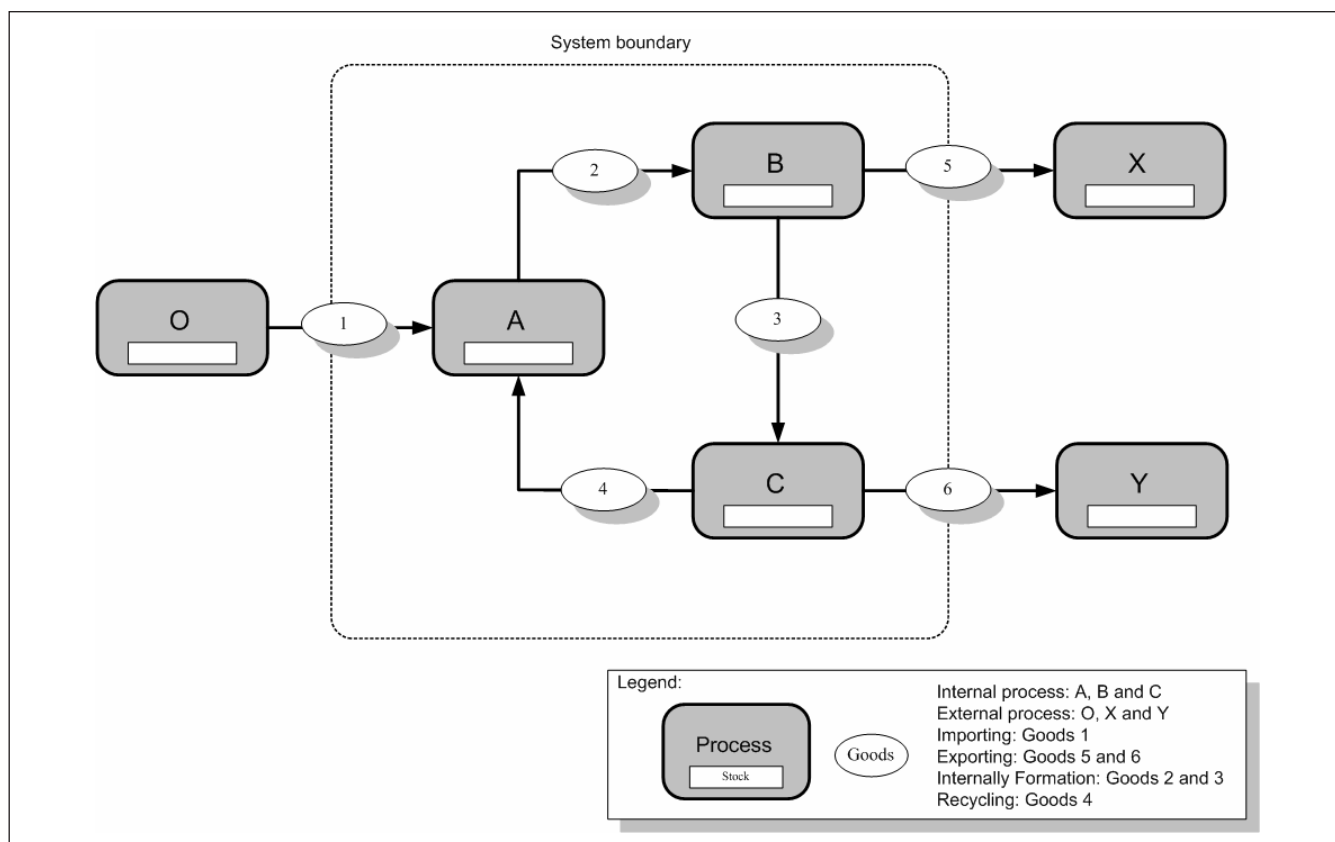 System boundary
B
X
2
5
O
1
A
3
C
Y
4
6
Legend:
Process
Stock
Goods
Internal process: A, B and C
External process: O, X and Y
Importing: Goods 1
Exporting: Goods 5 and 6
Internally Formation: Goods 2 and 3
Recycling: Goods 4